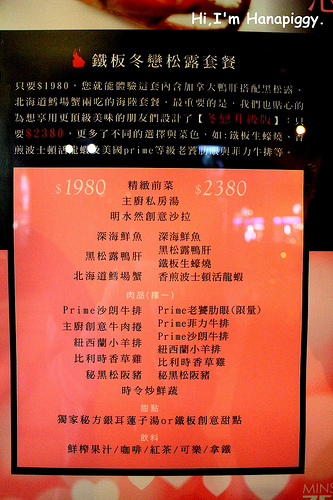 Hi,I'm Hanapiggy.
鐵板冬戀松露套餐
只要$1980，您就能體驗這套內含加拿大鴨肝搭配黑松露、
北海道鱈場蟹兩吃的海陸套餐，最重要的是，我們也貼心的
為想享用更頂級美味的朋友們設計了【冬戀升級版】：只
要$2380，更多了不同的選擇與菜色，如:鐵板生蠔燒、香
煎波士頓活龍蝦及美國prime等級老饕肋眼與菲力牛排等。
$1980 精緻前菜 $2380
主廚私房湯
明水然創意沙拉
深海鮮魚 深海鮮魚
黑松露鴨肝 黑松露鴨肝
鐵板生蠔燒
北海道鱈場蟹 香煎波士頓活龍蝦
肉品(擇一)
Prime沙朗牛排 Prime老饕肋眼(限量)
主廚創意牛肉捲 Prime菲力牛排
Prime沙朗牛排
紐西蘭小羊排 紐西蘭小羊排
比利時香草雞 比利時香草雞
秘黑松阪豬 秘黑松阪豬
時令炒鮮蔬
甜點
獨家秘方銀耳蓮子湯or鐵板創意甜點
飲料
鮮榨果汁/咖啡/紅茶/可樂/拿鐵
MINS